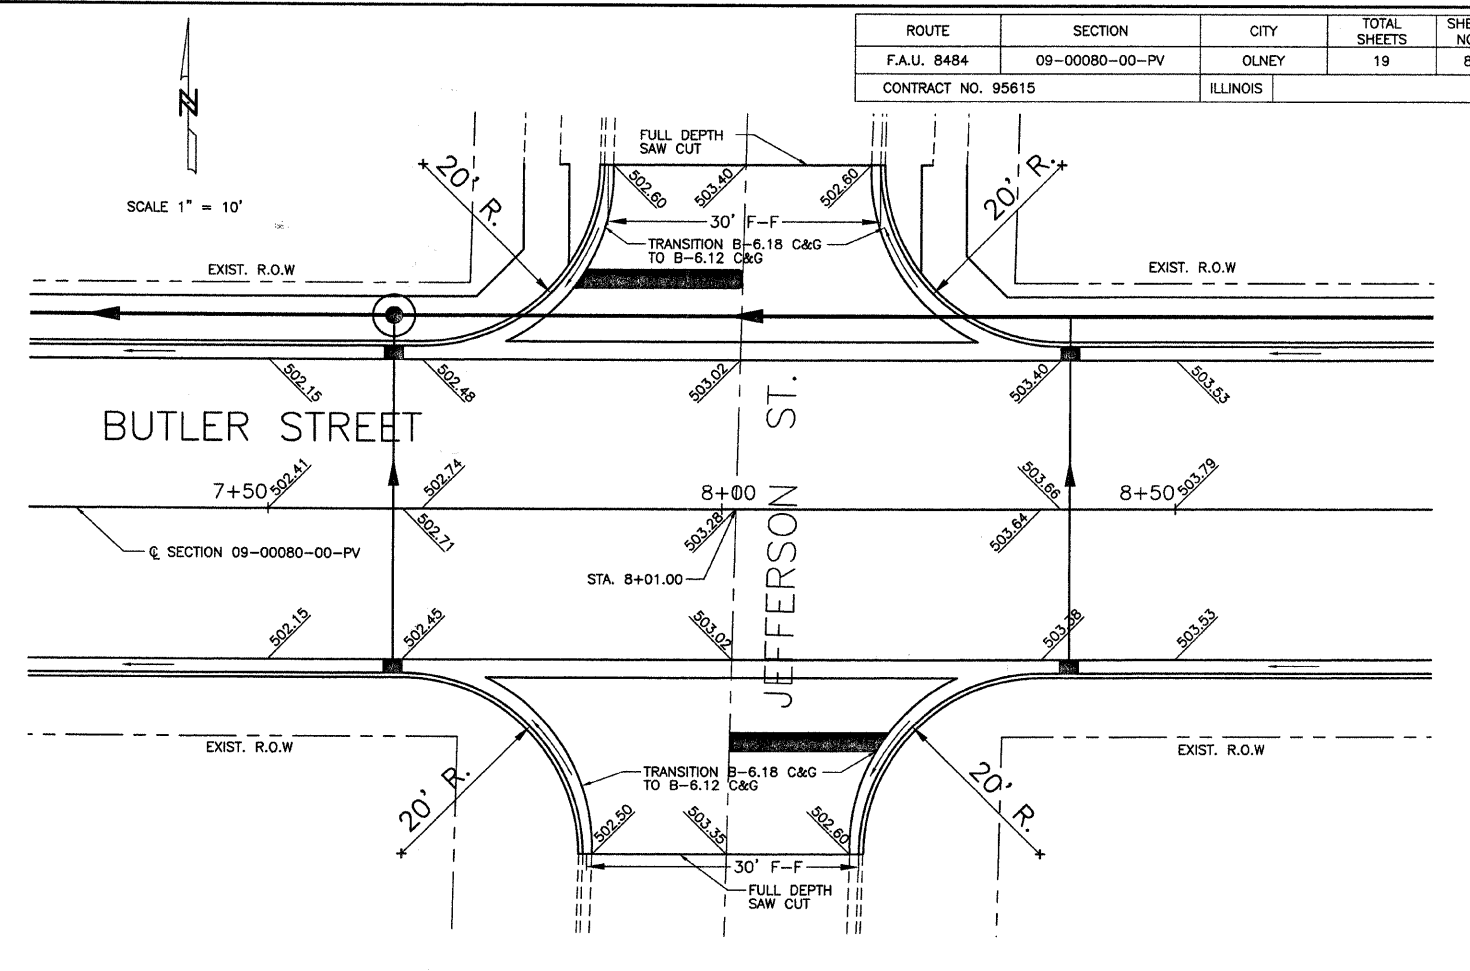 ROUTE SECTION CITY TOTAL SHEETS
F.A.U. 8484 09-00080-00-PV OLNEY 19 8
CONTRACT NO. 95615 ILLINOIS
N
SCALE 1" = 10'
FULL DEPTH
SAW CUT
20' R.
502.60
503.40
502.60
20' R.
30' F-F
TRANSITION B-6.18 C&G
TO B-6.12 C&G
EXIST. R.O.W
EXIST. R.O.W
502.15
502.48
503.02
503.40
503.53
BUTLER STREET
JEFFERSON ST.
7+50
502.41
502.74
8+00
503.66
8+50
503.79
502.71
503.28
503.64
℄ SECTION 09-00080-00-PV
STA. 8+01.00
502.15
502.45
503.02
503.38
503.53
EXIST. R.O.W
EXIST. R.O.W
TRANSITION B-6.18 C&G
TO B-6.12 C&G
20' R.
20' R.
502.50
503.35
502.60
30' F-F
FULL DEPTH
SAW CUT